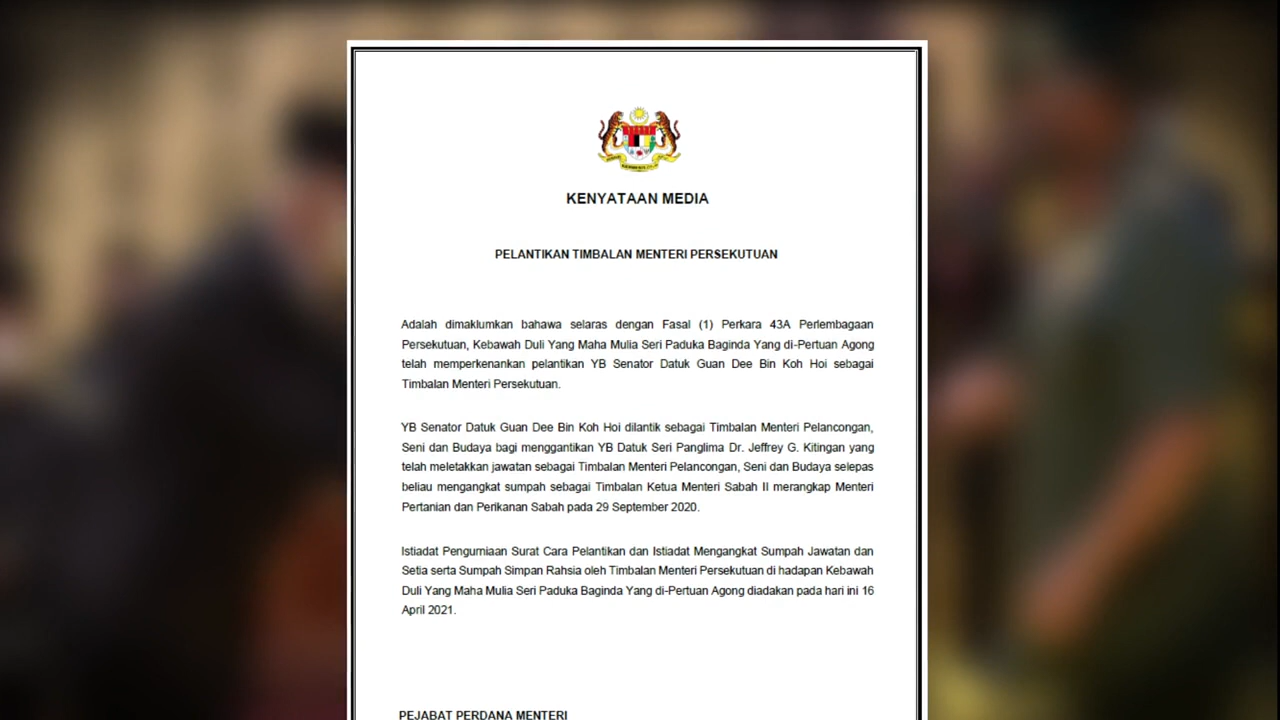 KENYATAAN MEDIA
PELANTIKAN TIMBALAN MENTERI PERSEKUTUAN
Adalah dimaklumkan bahawa selaras dengan Fasal (1) Perkara 43A Perlembagaan
Persekutuan, Kebawah Duli Yang Maha Mulia Seri Paduka Baginda Yang di-Pertuan Agong
telah memperkenankan pelantikan YB Senator Datuk Guan Dee Bin Koh Hoi sebagai
Timbalan Menteri Persekutuan.
YB Senator Datuk Guan Dee Bin Koh Hoi dilantik sebagai Timbalan Menteri Pelancongan,
Seni dan Budaya bagi menggantikan YB Datuk Seri Panglima Dr. Jeffrey G. Kitingan yang
telah meletakkan jawatan sebagai Timbalan Menteri Pelancongan, Seni dan Budaya selepas
beliau mengangkat sumpah sebagai Timbalan Ketua Menteri Sabah II merangkap Menteri
Pertanian dan Perikanan Sabah pada 29 September 2020.
Istiadat Pengurniaan Surat Cara Pelantikan dan Istiadat Mengangkat Sumpah Jawatan dan
Setia serta Sumpah Simpan Rahsia oleh Timbalan Menteri Persekutuan di hadapan Kebawah
Duli Yang Maha Mulia Seri Paduka Baginda Yang di-Pertuan Agong diadakan pada hari ini 16
April 2021.
PEJABAT PERDANA MENTERI